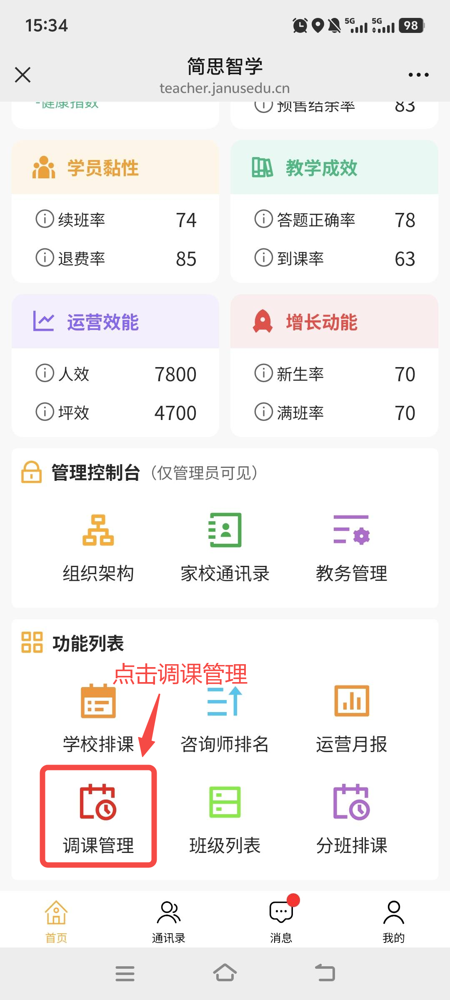 15:34
5G 5G 98
简思智学
teacher.janusedu.cn
-健康指数
预售结余率 83
学员黏性
教学成效
续班率 74
答题正确率 78
退费率 85
到课率 63
运营效能
增长动能
人效 7800
新生率 70
坪效 4700
满班率 70
管理控制台（仅管理员可见）
组织架构 家校通讯录 教务管理
功能列表
点击调课管理
学校排课 咨询师排名 运营月报
调课管理 班级列表 分班排课
首页 通讯录 消息 我的